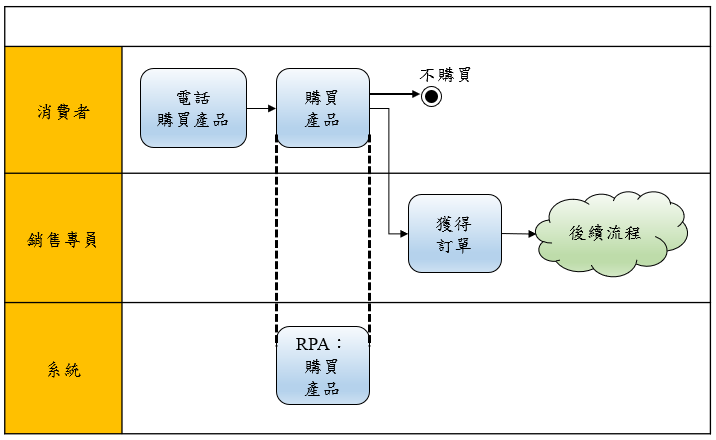 消費者
電話
購買產品
購買
產品
不購買
銷售專員
獲得
訂單
後續流程
系統
RPA：
購買
產品